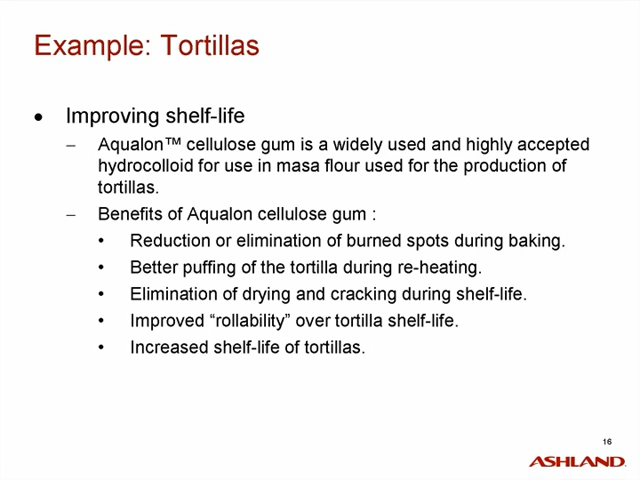 Example: Tortillas
• Improving shelf-life
– Aqualon™ cellulose gum is a widely used and highly accepted
hydrocolloid for use in masa flour used for the production of
tortillas.
– Benefits of Aqualon cellulose gum :
• Reduction or elimination of burned spots during baking.
• Better puffing of the tortilla during re-heating.
• Elimination of drying and cracking during shelf-life.
• Improved “rollability” over tortilla shelf-life.
• Increased shelf-life of tortillas.
16
ASHLAND